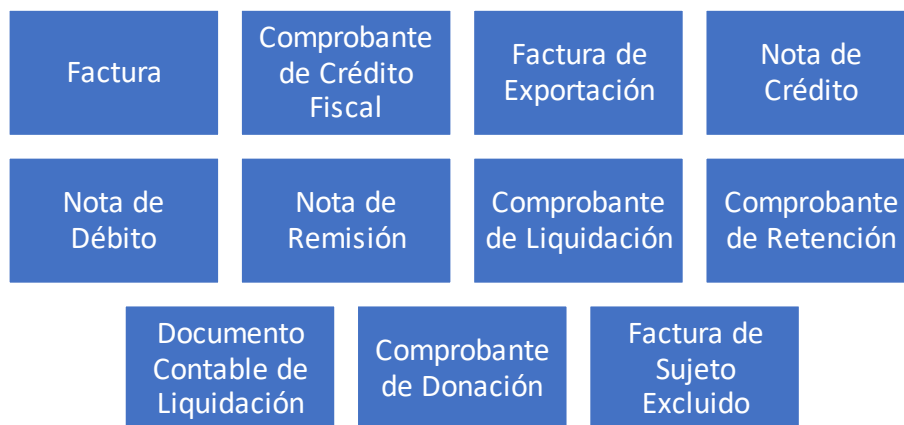 Factura
Comprobante
de Crédito
Fiscal
Factura de
Exportación
Nota de
Crédito
Nota de
Débito
Nota de
Remisión
Comprobante
de Liquidación
Comprobante
de Retención
Documento
Contable de
Liquidación
Comprobante
de Donación
Factura de
Sujeto
Excluido